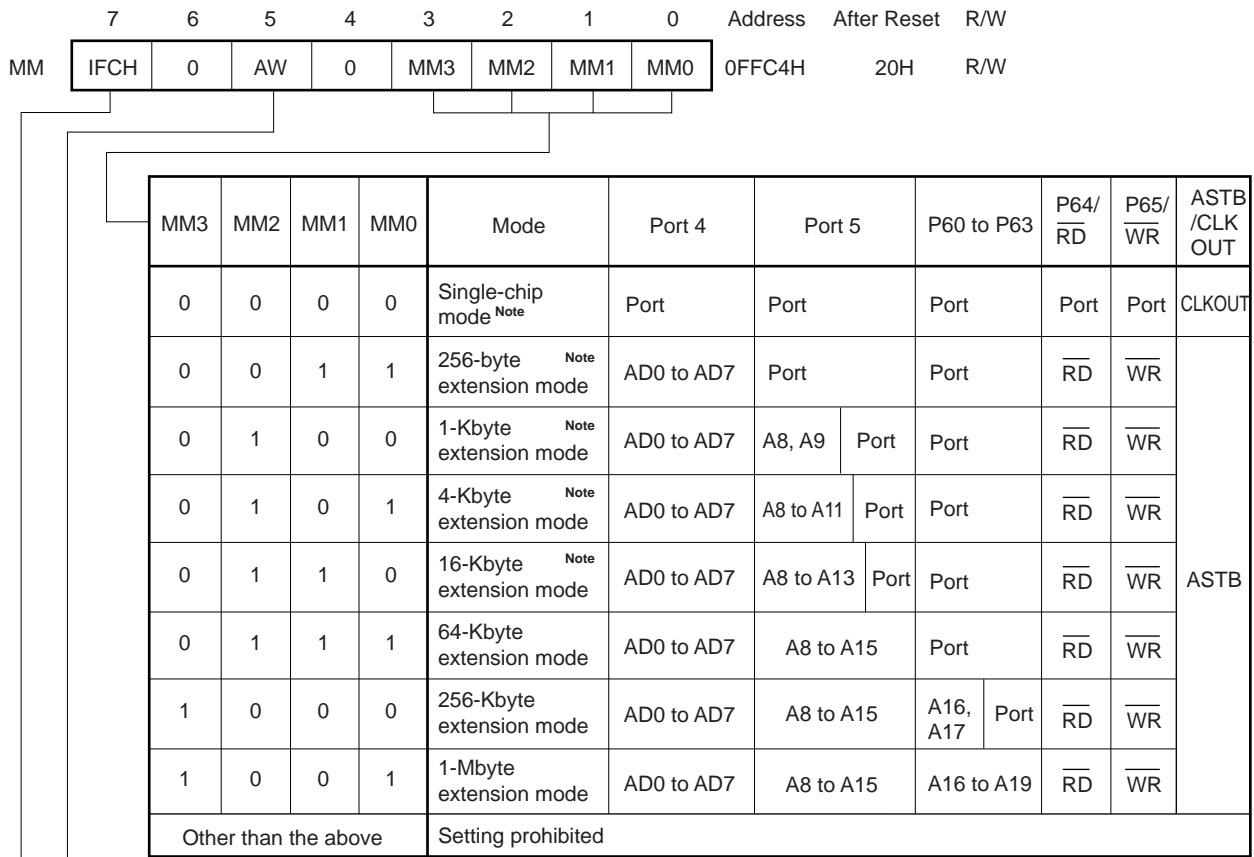 7 6 5 4 3 2 1 0 Address After Reset R/W
MM IFCH 0 AW 0 MM3 MM2 MM1 MM0 0FFC4H 20H R/W
MM3 MM2 MM1 MM0 Mode Port 4 Port 5 P60 to P63 P64/ RD P65/ WR ASTB /CLK OUT
0 0 0 0 Single-chip mode Note Port Port Port Port Port CLKOUT
0 0 1 1 256-byte Note extension mode AD0 to AD7 Port Port RD WR
0 1 0 0 1-Kbyte Note extension mode AD0 to AD7 A8, A9 Port Port RD WR
0 1 0 1 4-Kbyte Note extension mode AD0 to AD7 A8 to A11 Port Port RD WR
0 1 1 0 16-Kbyte Note extension mode AD0 to AD7 A8 to A13 Port Port RD WR ASTB
0 1 1 1 64-Kbyte extension mode AD0 to AD7 A8 to A15 Port RD WR
1 0 0 0 256-Kbyte extension mode AD0 to AD7 A8 to A15 A16, A17 Port RD WR
1 0 0 1 1-Mbyte extension mode AD0 to AD7 A8 to A15 A16 to A19 RD WR
Other than the above Setting prohibited